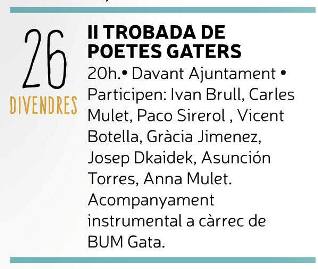 26
DIVENDRES
II TROBADA DE
POETES GATERS
20h.• Davant Ajuntament •
Participen: Ivan Brull, Carles
Mulet, Paco Sirerol , Vicent
Botella, Gràcia Jimenez,
Josep Dkaidek, Asunción
Torres, Anna Mulet.
Acompanyament
instrumental a càrrec de
BUM Gata.